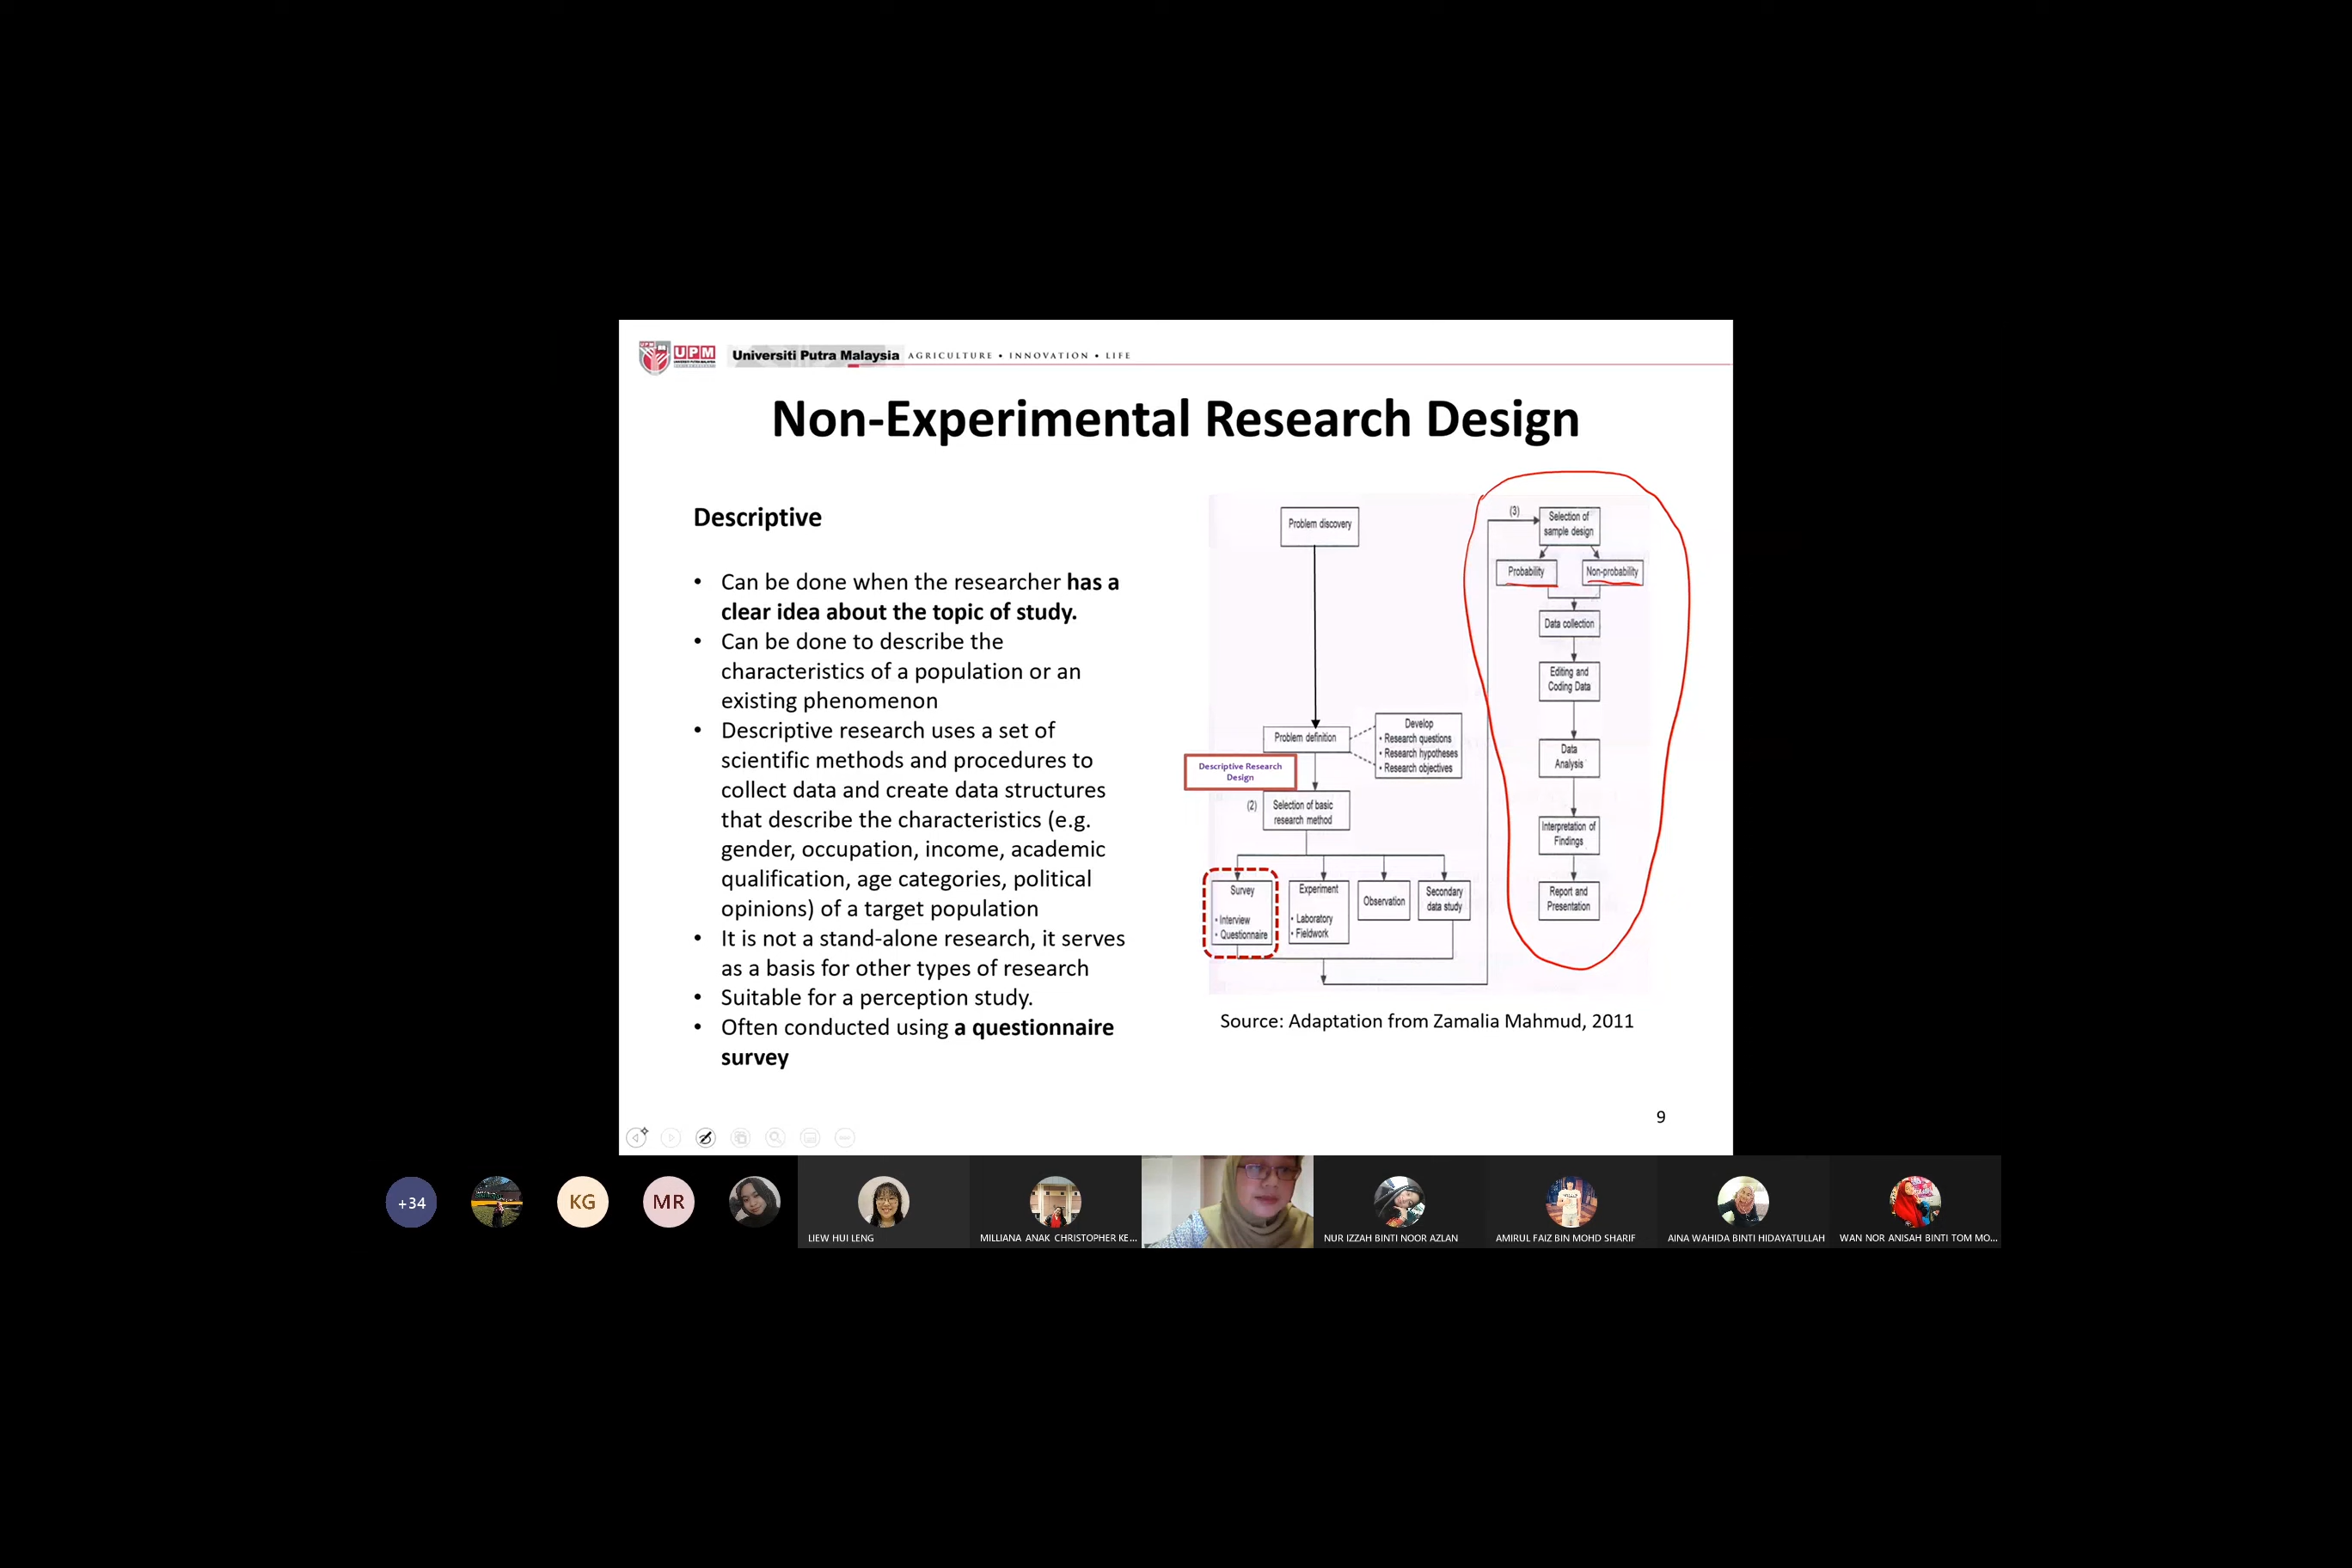 UPM
UPM
Universiti Putra Malaysia AGRICULTURE • INNOVATION • LIFE
Non-Experimental Research Design
Descriptive
• Can be done when the researcher has a
clear idea about the topic of study.
• Can be done to describe the
characteristics of a population or an
existing phenomenon
• Descriptive research uses a set of
scientific methods and procedures to
collect data and create data structures
that describe the characteristics (e.g.
gender, occupation, income, academic
qualification, age categories, political
opinions) of a target population
• It is not a stand-alone research, it serves
as a basis for other types of research
• Suitable for a perception study.
• Often conducted using a questionnaire
survey
Problem discovery
Problem definition
Develop
• Research questions
• Research hypotheses
• Research objectives
Descriptive Research
Design
(2)
Selection of basic
research method
Survey
• Interview
• Questionnaire
Experiment
• Laboratory
• Fieldwork
Observation
Secondary
data study
(3)
Selection of
sample design
Probability
Non-probability
Data collection
Editing and
Coding Data
Data
Analysis
Interpretation of
Findings
Report and
Presentation
Source: Adaptation from Zamalia Mahmud, 2011
9
+34
KG
MR
LIEW HUI LENG
MILLIANA ANAK CHRISTOPHER KE...
NUR IZZAH BINTI NOOR AZLAN
AMIRUL FAIZ BIN MOHD SHARIF
AINA WAHIDA BINTI HIDAYATULLAH
WAN NOR ANISAH BINTI TOM MO...